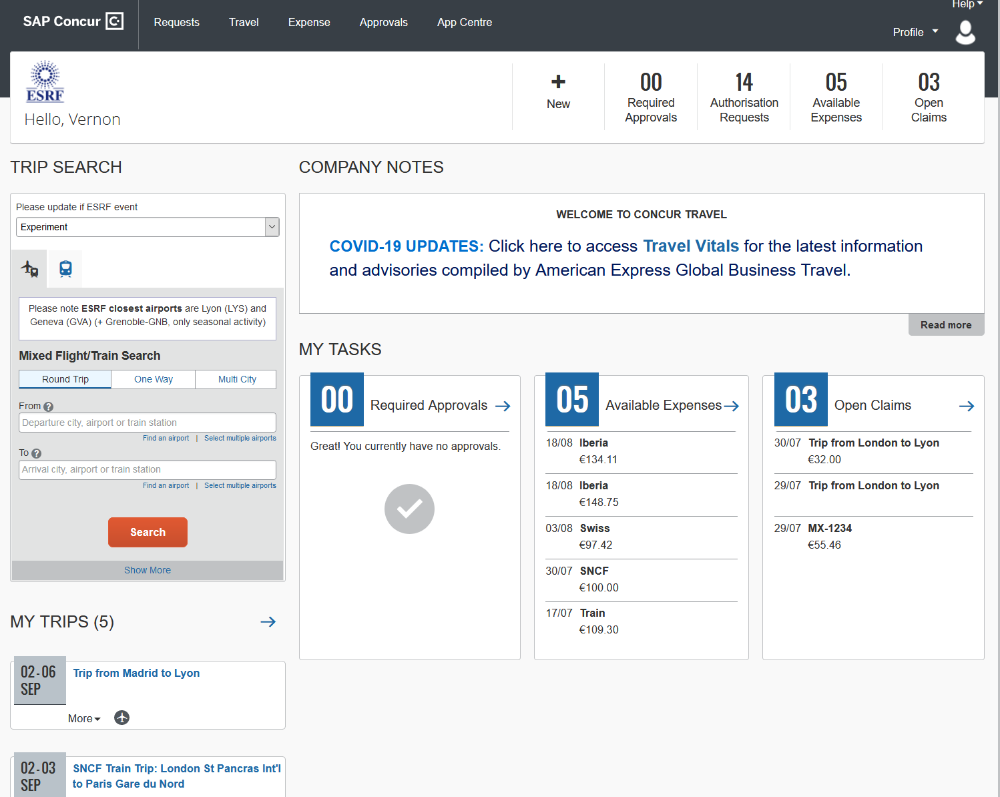 Help
SAP Concur C.
Requests
Travel
Expense
Approvals
App Centre
Profile
ESRF
Hello, Vernon
+
New
00
Required
Approvals
14
Authorisation
Requests
05
Available
Expenses
03
Open
Claims
TRIP SEARCH
Please update if ESRF event
Experiment
Please note ESRF closest airports are Lyon (LYS) and
Geneva (GVA) (+ Grenoble-GNB, only seasonal activity)
Mixed Flight/Train Search
Round Trip
One Way
Multi City
From ?
Departure city, airport or train station
Find an airport | Select multiple airports
To ?
Arrival city, airport or train station
Find an airport | Select multiple airports
Search
Show More
MY TRIPS (5)
02-06
SEP
Trip from Madrid to Lyon
More
02-03
SEP
SNCF Train Trip: London St Pancras Int'l
to Paris Gare du Nord
COMPANY NOTES
WELCOME TO CONCUR TRAVEL
COVID-19 UPDATES: Click here to access Travel Vitals for the latest information
and advisories compiled by American Express Global Business Travel.
Read more
MY TASKS
00
Required Approvals
Great! You currently have no approvals.
05
Available Expenses
18/08 Iberia
€134.11
18/08 Iberia
€148.75
03/08 Swiss
€97.42
30/07 SNCF
€100.00
17/07 Train
€109.30
03
Open Claims
30/07 Trip from London to Lyon
€32.00
29/07 Trip from London to Lyon
29/07 MX-1234
€55.46